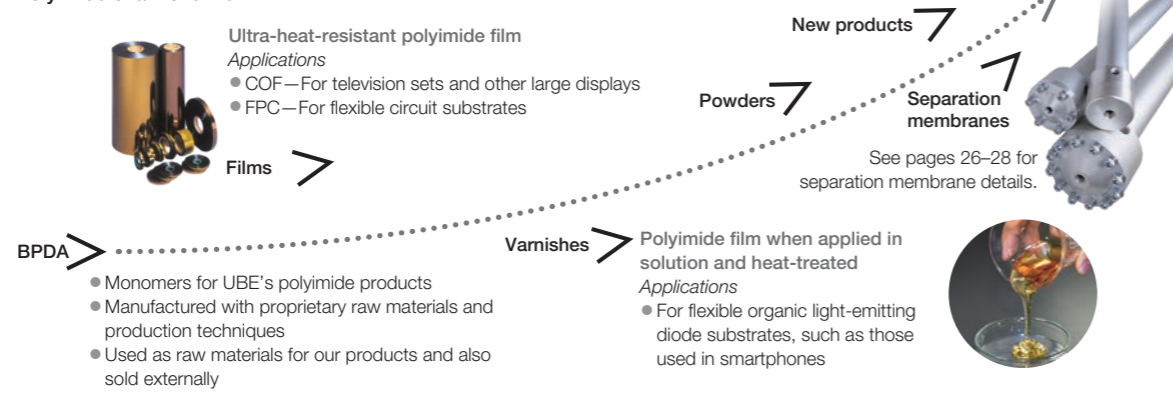 Ultra-heat-resistant polyimide film
Applications
● COF—For television sets and other large displays
● FPC—For flexible circuit substrates
Films
BPDA
● Monomers for UBE's polyimide products
● Manufactured with proprietary raw materials and
production techniques
● Used as raw materials for our products and also
sold externally
Varnishes
Polyimide film when applied in
solution and heat-treated
Applications
● For flexible organic light-emitting
diode substrates, such as those
used in smartphones
Powders
New products
Separation
membranes
See pages 26–28 for
separation membrane details.